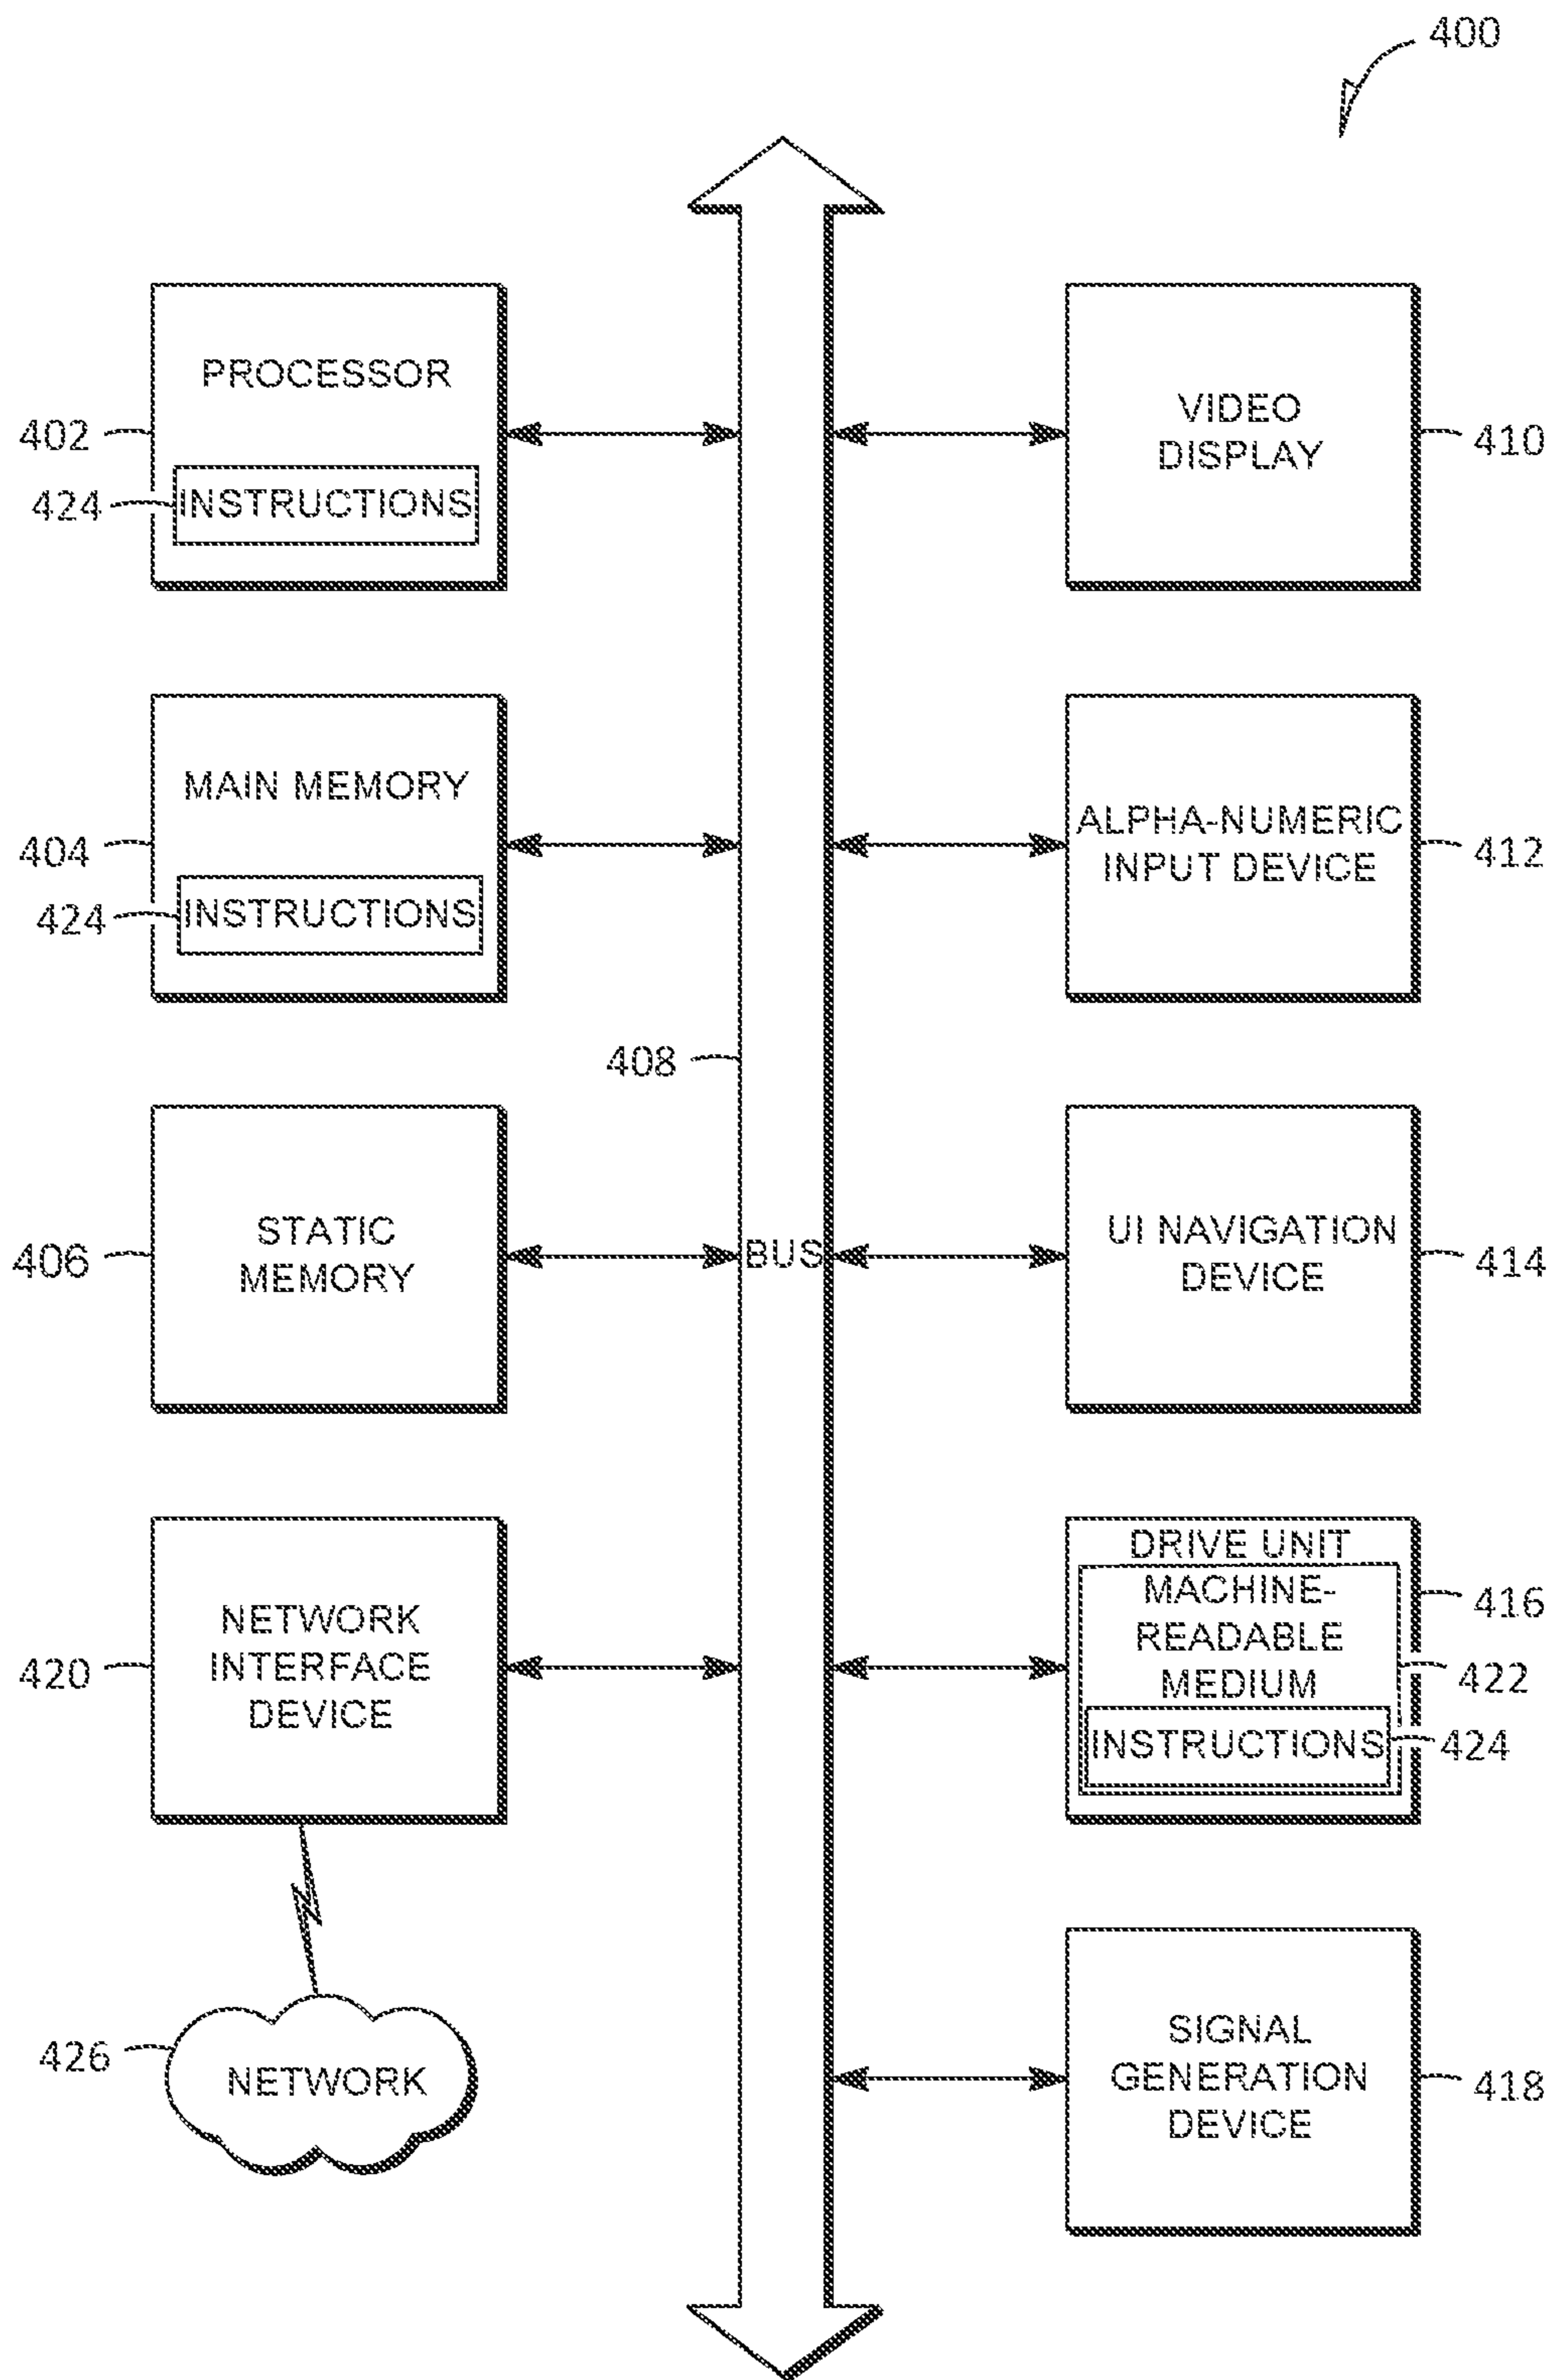 400
PROCESSOR
402
INSTRUCTIONS
424
VIDEO
DISPLAY
410
MAIN MEMORY
404
INSTRUCTIONS
424
ALPHA-NUMERIC
INPUT DEVICE
412
408
STATIC
MEMORY
406
BUS
UI NAVIGATION
DEVICE
414
NETWORK
INTERFACE
DEVICE
420
DRIVE UNIT
416
MACHINE-
READABLE
MEDIUM
422
INSTRUCTIONS
424
426
NETWORK
SIGNAL
GENERATION
DEVICE
418